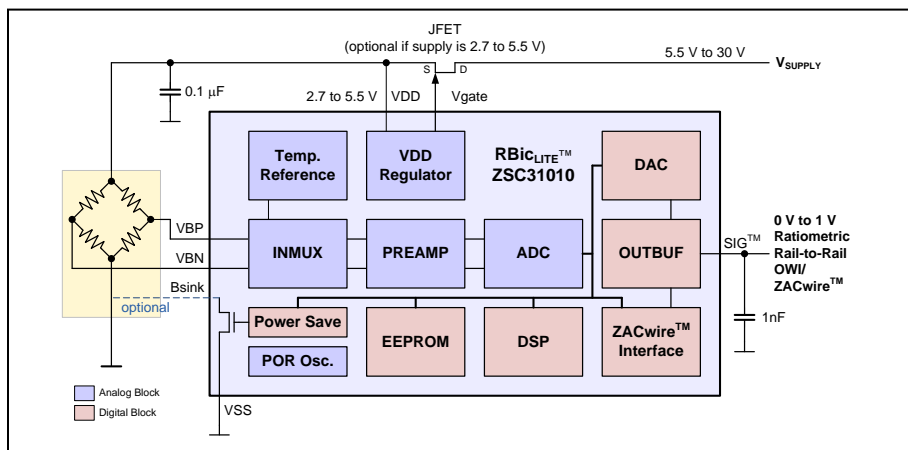 JFET
(optional if supply is 2.7 to 5.5 V)
5.5 V to 30 V
S
D
VSUPPLY
0.1 µF
2.7 to 5.5 V
VDD
Vgate
Temp.
Reference
VDD
Regulator
RBicLITE™
ZSC31010
DAC
VBP
VBN
INMUX
PREAMP
ADC
OUTBUF
SIG™
0 V to 1 V
Ratiometric
Rail-to-Rail
OWI/
ZACwire™
Bsink
optional
Power Save
EEPROM
DSP
ZACwire™
Interface
1nF
POR Osc.
Analog Block
Digital Block
VSS